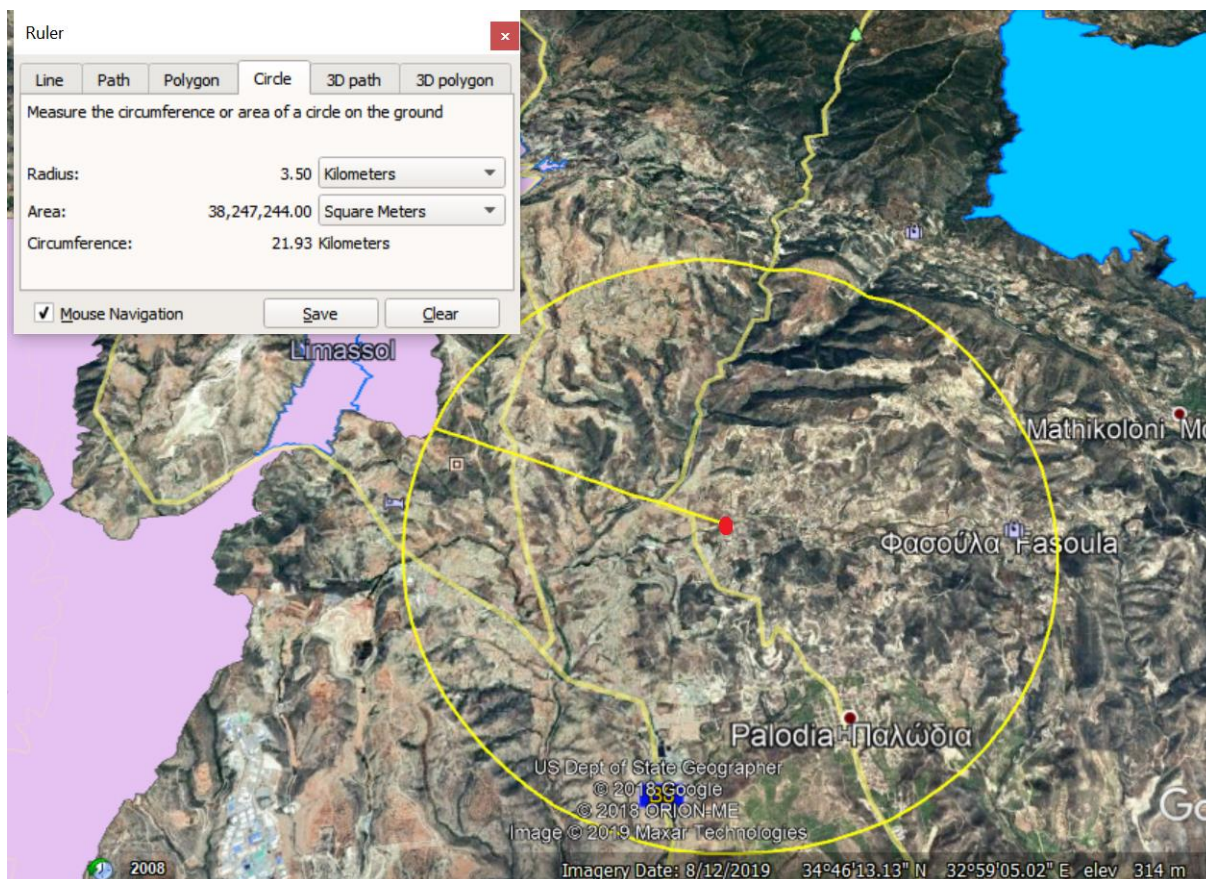 Ruler
Line Path Polygon Circle 3D path 3D polygon
Measure the circumference or area of a circle on the ground
Radius: 3.50 Kilometers
Area: 38,247,244.00 Square Meters
Circumference: 21.93 Kilometers
Mouse Navigation Save Clear
Limassol
Mathikoloni
Φασούλα Fasoula
Palodia Παλώδια
US Dept of State Geographer
© 2018 Google
© 2018 ORION-ME
Image © 2019 Maxar Technologies
2008
Imagery Date: 8/12/2019 34°46'13.13" N 32°59'05.02" E elev 314 m